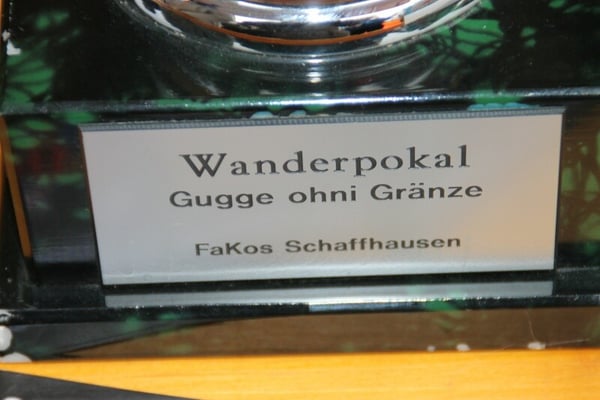 Wanderpokal
Gugge ohni Gränze
FaKos Schaffhausen